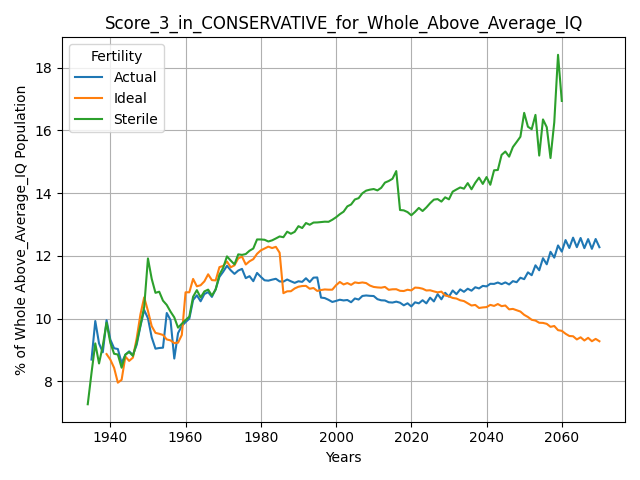 Score_3_in_CONSERVATIVE_for_Whole_Above_Average_IQ
Fertility
Actual
Ideal
Sterile
% of Whole Above_Average_IQ Population
18
16
14
12
10
8
1940
1960
1980
2000
2020
2040
2060
Years